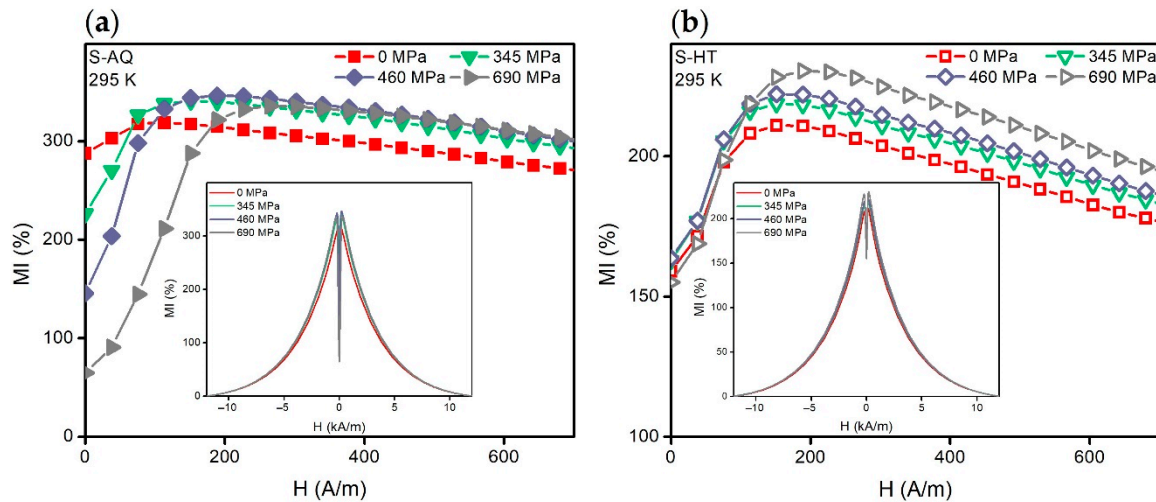 (a)
S-AQ
295 K
0 MPa
345 MPa
460 MPa
690 MPa
MI (%)
300
200
100
0
0
200
400
600
H (A/m)
0 MPa
345 MPa
460 MPa
690 MPa
MI (%)
300
200
100
0
−10
−5
0
5
10
H (kA/m)
(b)
S-HT
295 K
0 MPa
345 MPa
460 MPa
690 MPa
MI (%)
200
150
100
0
200
400
600
H (A/m)
0 MPa
345 MPa
460 MPa
690 MPa
MI (%)
200
150
100
50
0
−10
−5
0
5
10
H (kA/m)